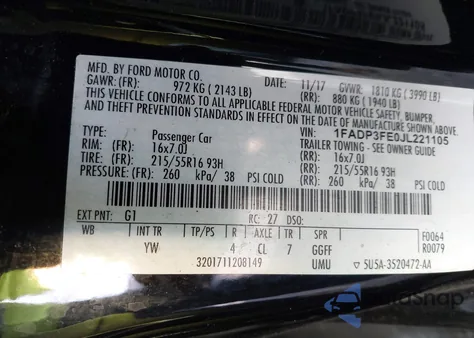 MFD. BY FORD MOTOR CO.
DATE: 11/17 GVWR: 1810 KG ( 3990 LB)
GAWR: (FR): 972 KG ( 2143 LB) (RR): 880 KG ( 1940 LB)
THIS VEHICLE CONFORMS TO ALL APPLICABLE FEDERAL MOTOR VEHICLE SAFETY, BUMPER,
AND THEFT PREVENTION STANDARDS IN EFFECT ON THE DATE OF MANUFACTURE SHOWN ABOVE.
VIN: 1FADP3FE0JL221105
Passenger Car TRAILER TOWING - SEE OWNER GUIDE
RIM: (FR): 16x7.0J (RR): 16x7.0J
TIRE: (FR): 215/55R16 93H (RR): 215/55R16 93H
PRESSURE: (FR): 260 kPa/ 38 PSI COLD (RR): 260 kPa/ 38 PSI COLD
EXT PNT: G1 RC: 27 DSO:
WB TP/PS R AXLE TR SPR F0064
YW 4 CL 7 GGFF R0079
3201711208149 UMU 5U5A-3520472-AA